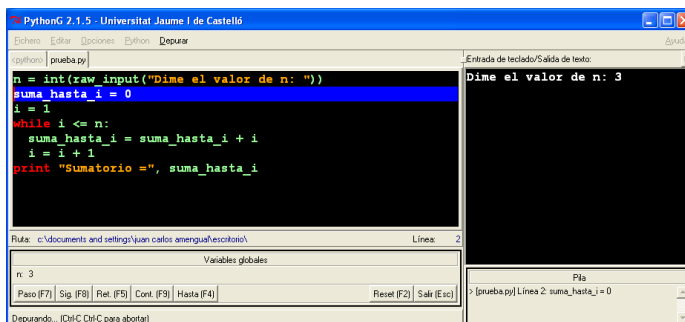 PythonG 2.1.5 - Universitat Jaume I de Castelló
Fichero Editar Opciones Python Depurar
<python> prueba.py
n = int(raw_input("Dime el valor de n: "))
suma_hasta_i = 0
i = 1
while i <= n:
suma_hasta_i = suma_hasta_i + i
i = i + 1
print "Sumatorio =", suma_hasta_i
Ruta: c:\documents and settings\juan carlos amengual\escritorio\ Línea: 2
Variables globales
n: 3
Paso (F7) Sig. (F8) Ret. (F5) Cont. (F9) Hasta (F4) Reset (F2) Salir (Esc)
Depurando... (Ctrl-C Ctrl-C para abortar)
Entrada de teclado/Salida de texto:
Dime el valor de n: 3
Pila
> [prueba.py] Línea 2: suma_hasta_i = 0